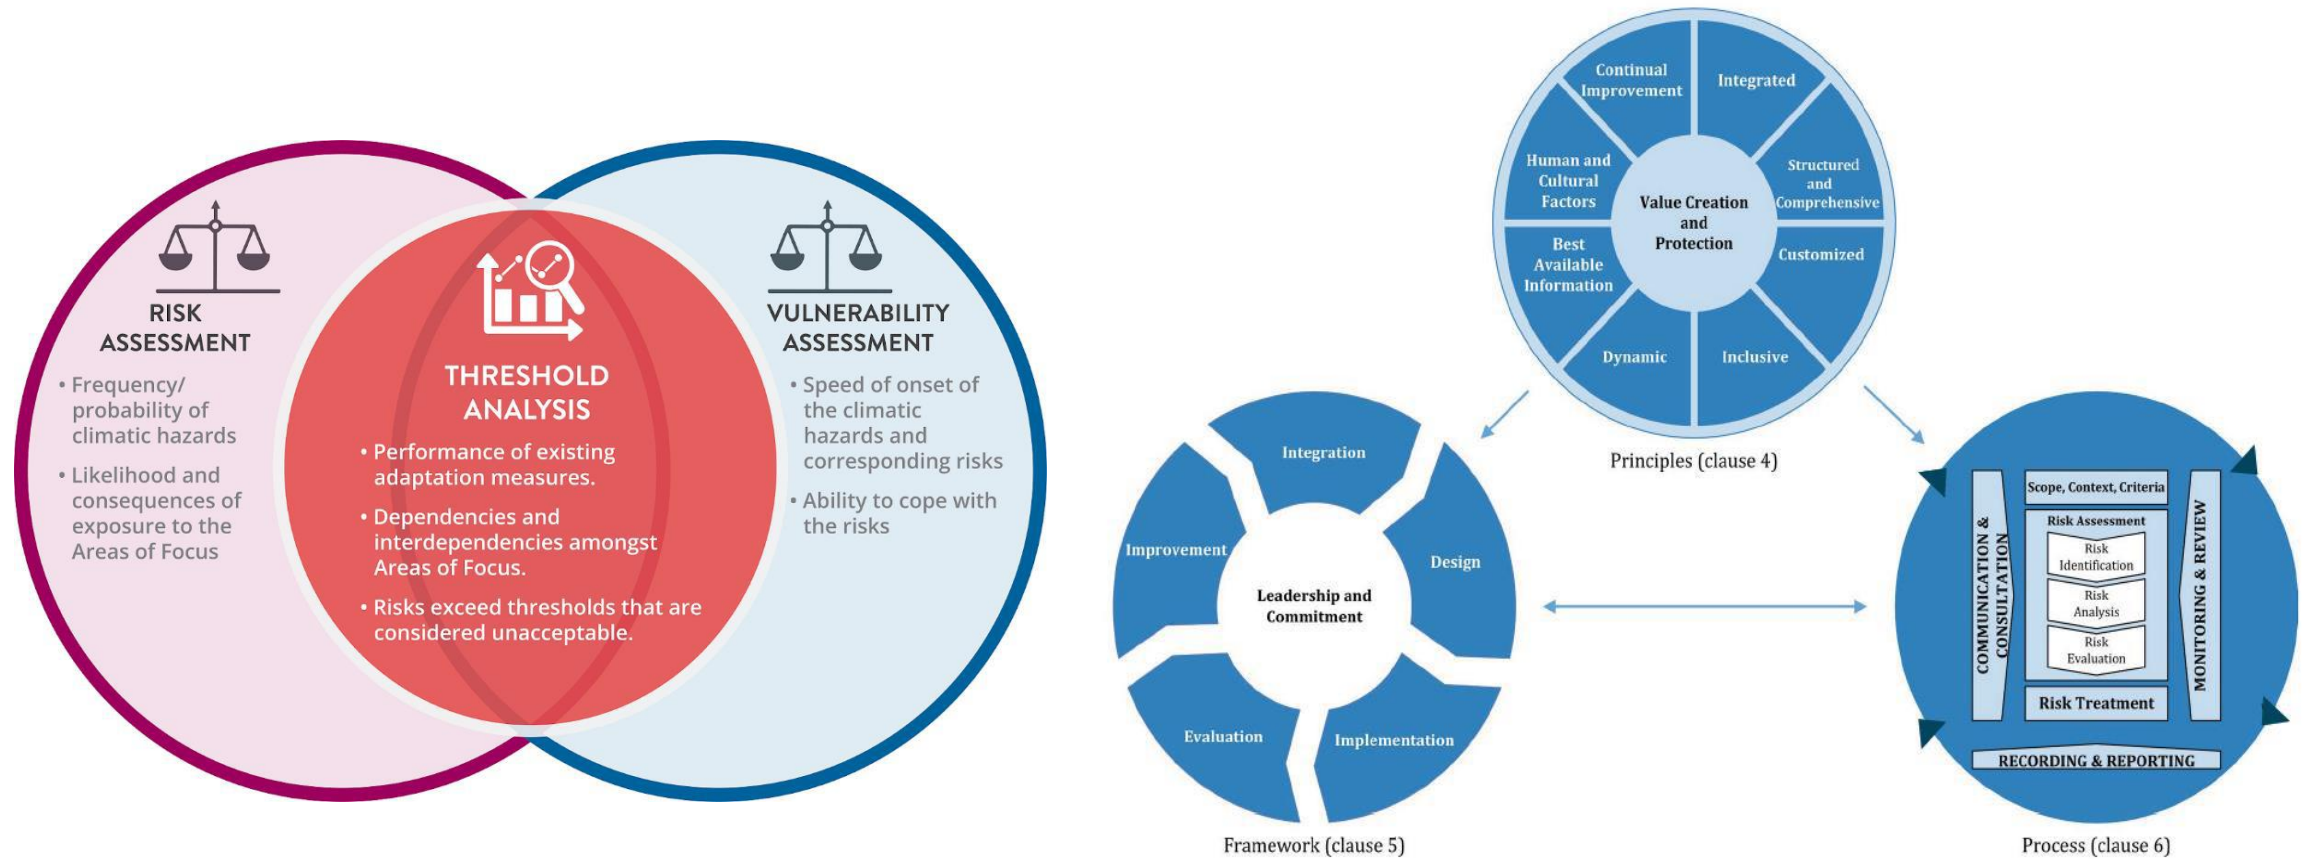 RISK
ASSESSMENT
• Frequency/
probability of
climatic hazards
• Likelihood and
consequences of
exposure to the
Areas of Focus
THRESHOLD
ANALYSIS
• Performance of existing
adaptation measures.
• Dependencies and
interdependencies amongst
Areas of Focus.
• Risks exceed thresholds that are
considered unacceptable.
VULNERABILITY
ASSESSMENT
• Speed of onset of
the climatic
hazards and
corresponding risks
• Ability to cope with
the risks
Continual
Improvement
Integrated
Human and
Cultural
Factors
Structured
and
Comprehensive
Value Creation
and
Protection
Best
Available
Information
Customized
Dynamic
Inclusive
Principles (clause 4)
Integration
Improvement
Design
Leadership and
Commitment
Evaluation
Implementation
Framework (clause 5)
COMMUNICATION &
CONSULTATION
Scope, Context, Criteria
Risk Assessment
Risk
Identification
Risk
Analysis
Risk
Evaluation
Risk Treatment
MONITORING & REVIEW
RECORDING & REPORTING
Process (clause 6)